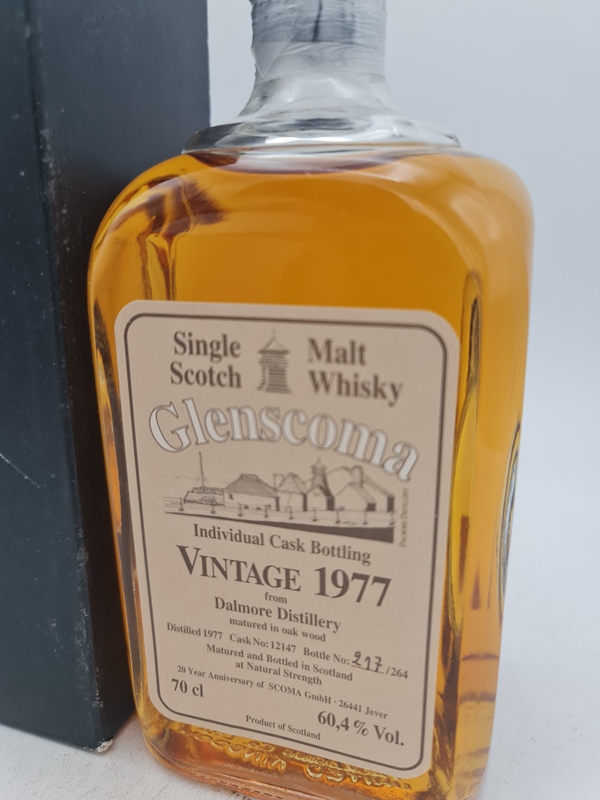 Single Malt
Scotch Whisky
Glenscoma
DALMORE DISTILLERY
Individual Cask Bottling
VINTAGE 1977
from
Dalmore Distillery
matured in oak wood
Distilled 1977 Cask No: 12147 Bottle No: 217/264
Matured and Bottled in Scotland
at Natural Strength
20 Year Anniversary of SCOMA GmbH - 26441 Jever
70 cl 60,4 % Vol.
Product of Scotland